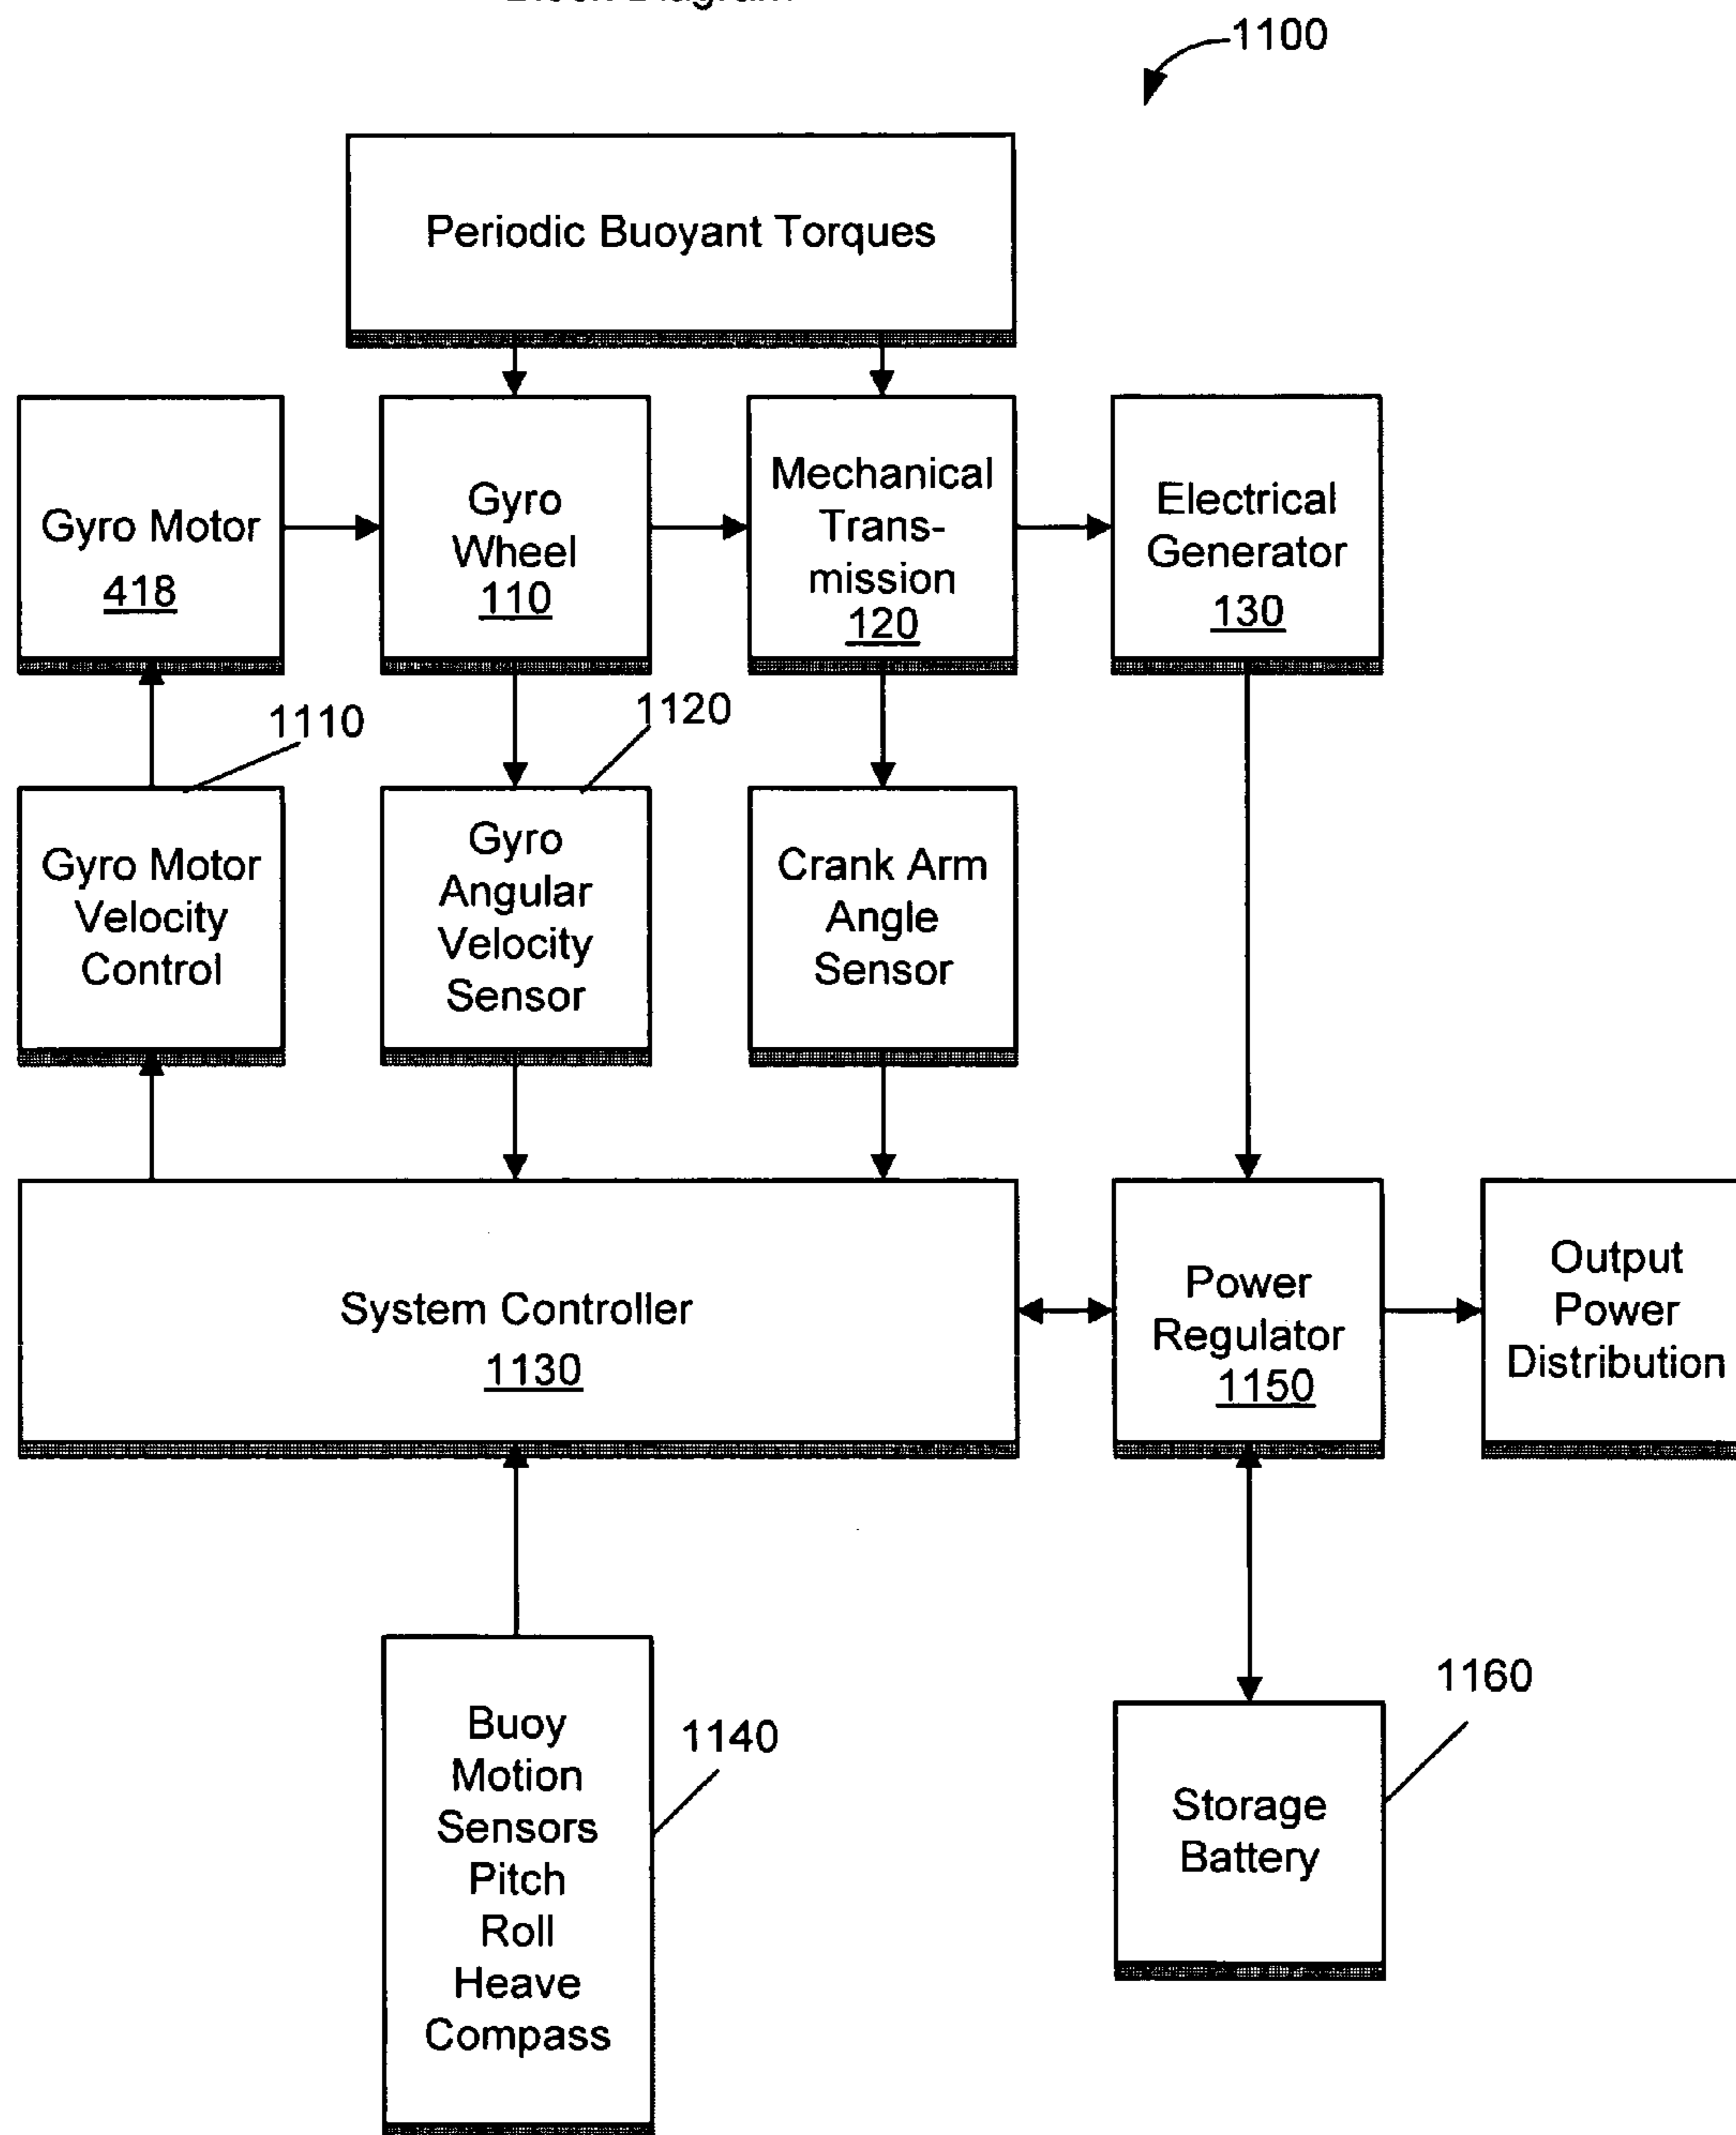 Block Diagram
1100
Periodic Buoyant Torques
Gyro Motor
418
Gyro
Wheel
110
Mechanical
Trans-
mission
120
Electrical
Generator
130
1110
1120
Gyro Motor
Velocity
Control
Gyro
Angular
Velocity
Sensor
Crank Arm
Angle
Sensor
System Controller
1130
Power
Regulator
1150
Output
Power
Distribution
Buoy
Motion
Sensors
Pitch
Roll
Heave
Compass
1140
Storage
Battery
1160